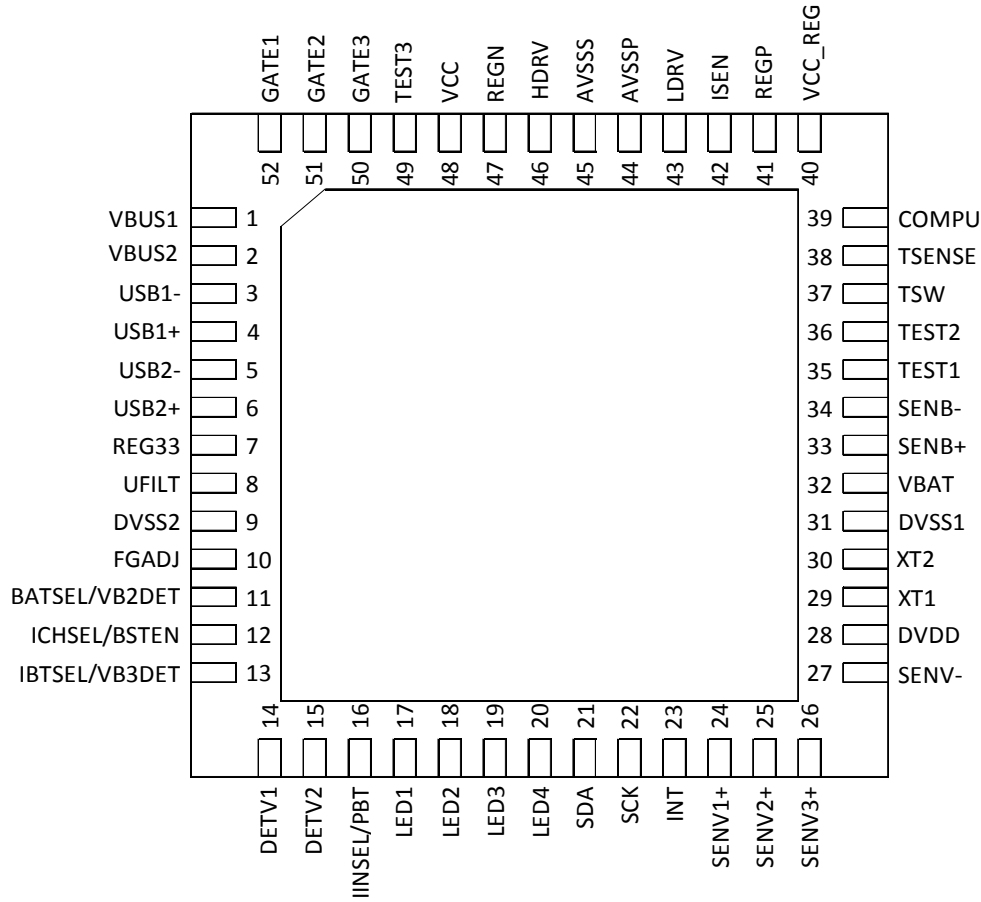 GATE1
GATE2
GATE3
TEST3
VCC
REGN
HDRV
AVSSS
AVSSP
LDRV
ISEN
REGP
VCC_REG
52
51
50
49
48
47
46
45
44
43
42
41
40
VBUS1 1
VBUS2 2
USB1- 3
USB1+ 4
USB2- 5
USB2+ 6
REG33 7
UFILT 8
DVSS2 9
FGADJ 10
BATSEL/VB2DET 11
ICHSEL/BSTEN 12
IBTSEL/VB3DET 13
39 COMPU
38 TSENSE
37 TSW
36 TEST2
35 TEST1
34 SENB-
33 SENB+
32 VBAT
31 DVSS1
30 XT2
29 XT1
28 DVDD
27 SENV-
14
15
16
17
18
19
20
21
22
23
24
25
26
DETV1
DETV2
IINSEL/PBT
LED1
LED2
LED3
LED4
SDA
SCK
INT
SENV1+
SENV2+
SENV3+